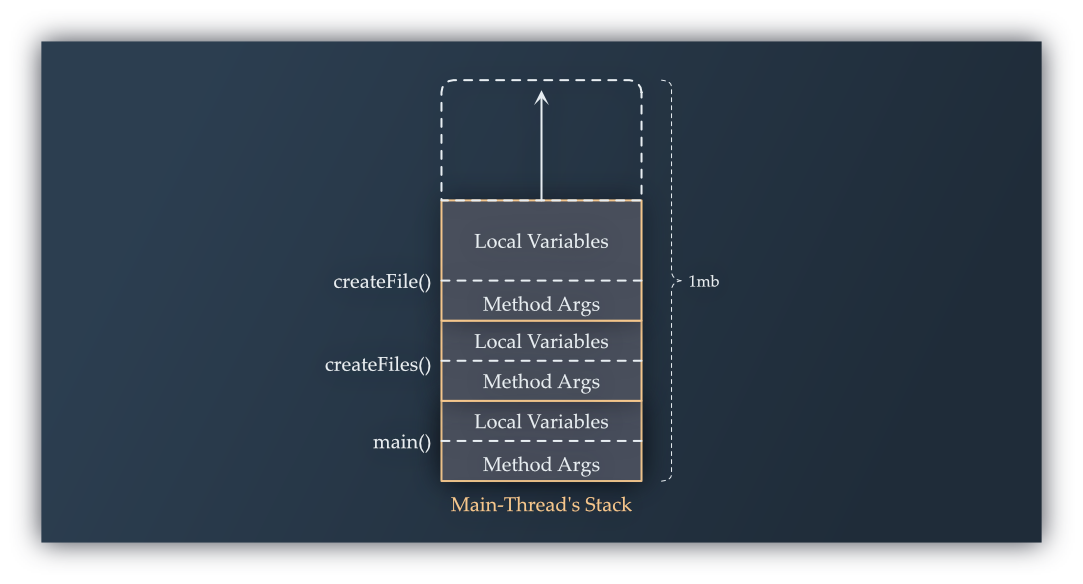 Local Variables
createFile()
1mb
Method Args
Local Variables
createFiles()
Method Args
Local Variables
main()
Method Args
Main-Thread's Stack